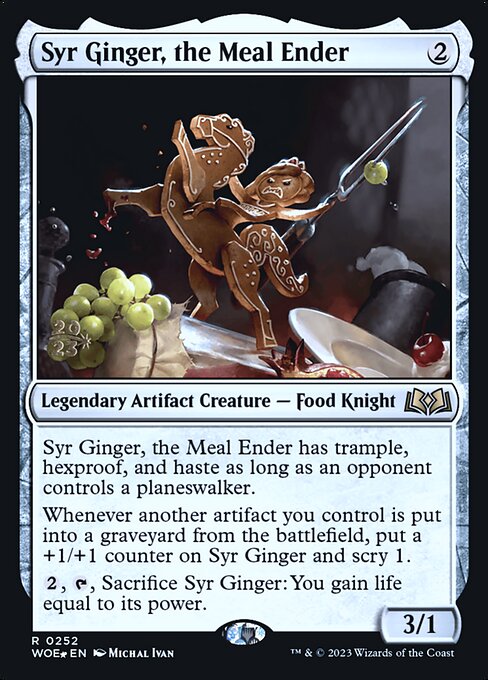 Syr Ginger, the Meal Ender 2
20
23
Legendary Artifact Creature — Food Knight
Syr Ginger, the Meal Ender has trample,
hexproof, and haste as long as an opponent
controls a planeswalker.
Whenever another artifact you control is put
into a graveyard from the battlefield, put a
+1/+1 counter on Syr Ginger and scry 1.
2, , Sacrifice Syr Ginger: You gain life
equal to its power.
3/1
R 0252
WOE★EN Michal Ivan
™ & © 2023 Wizards of the Coast